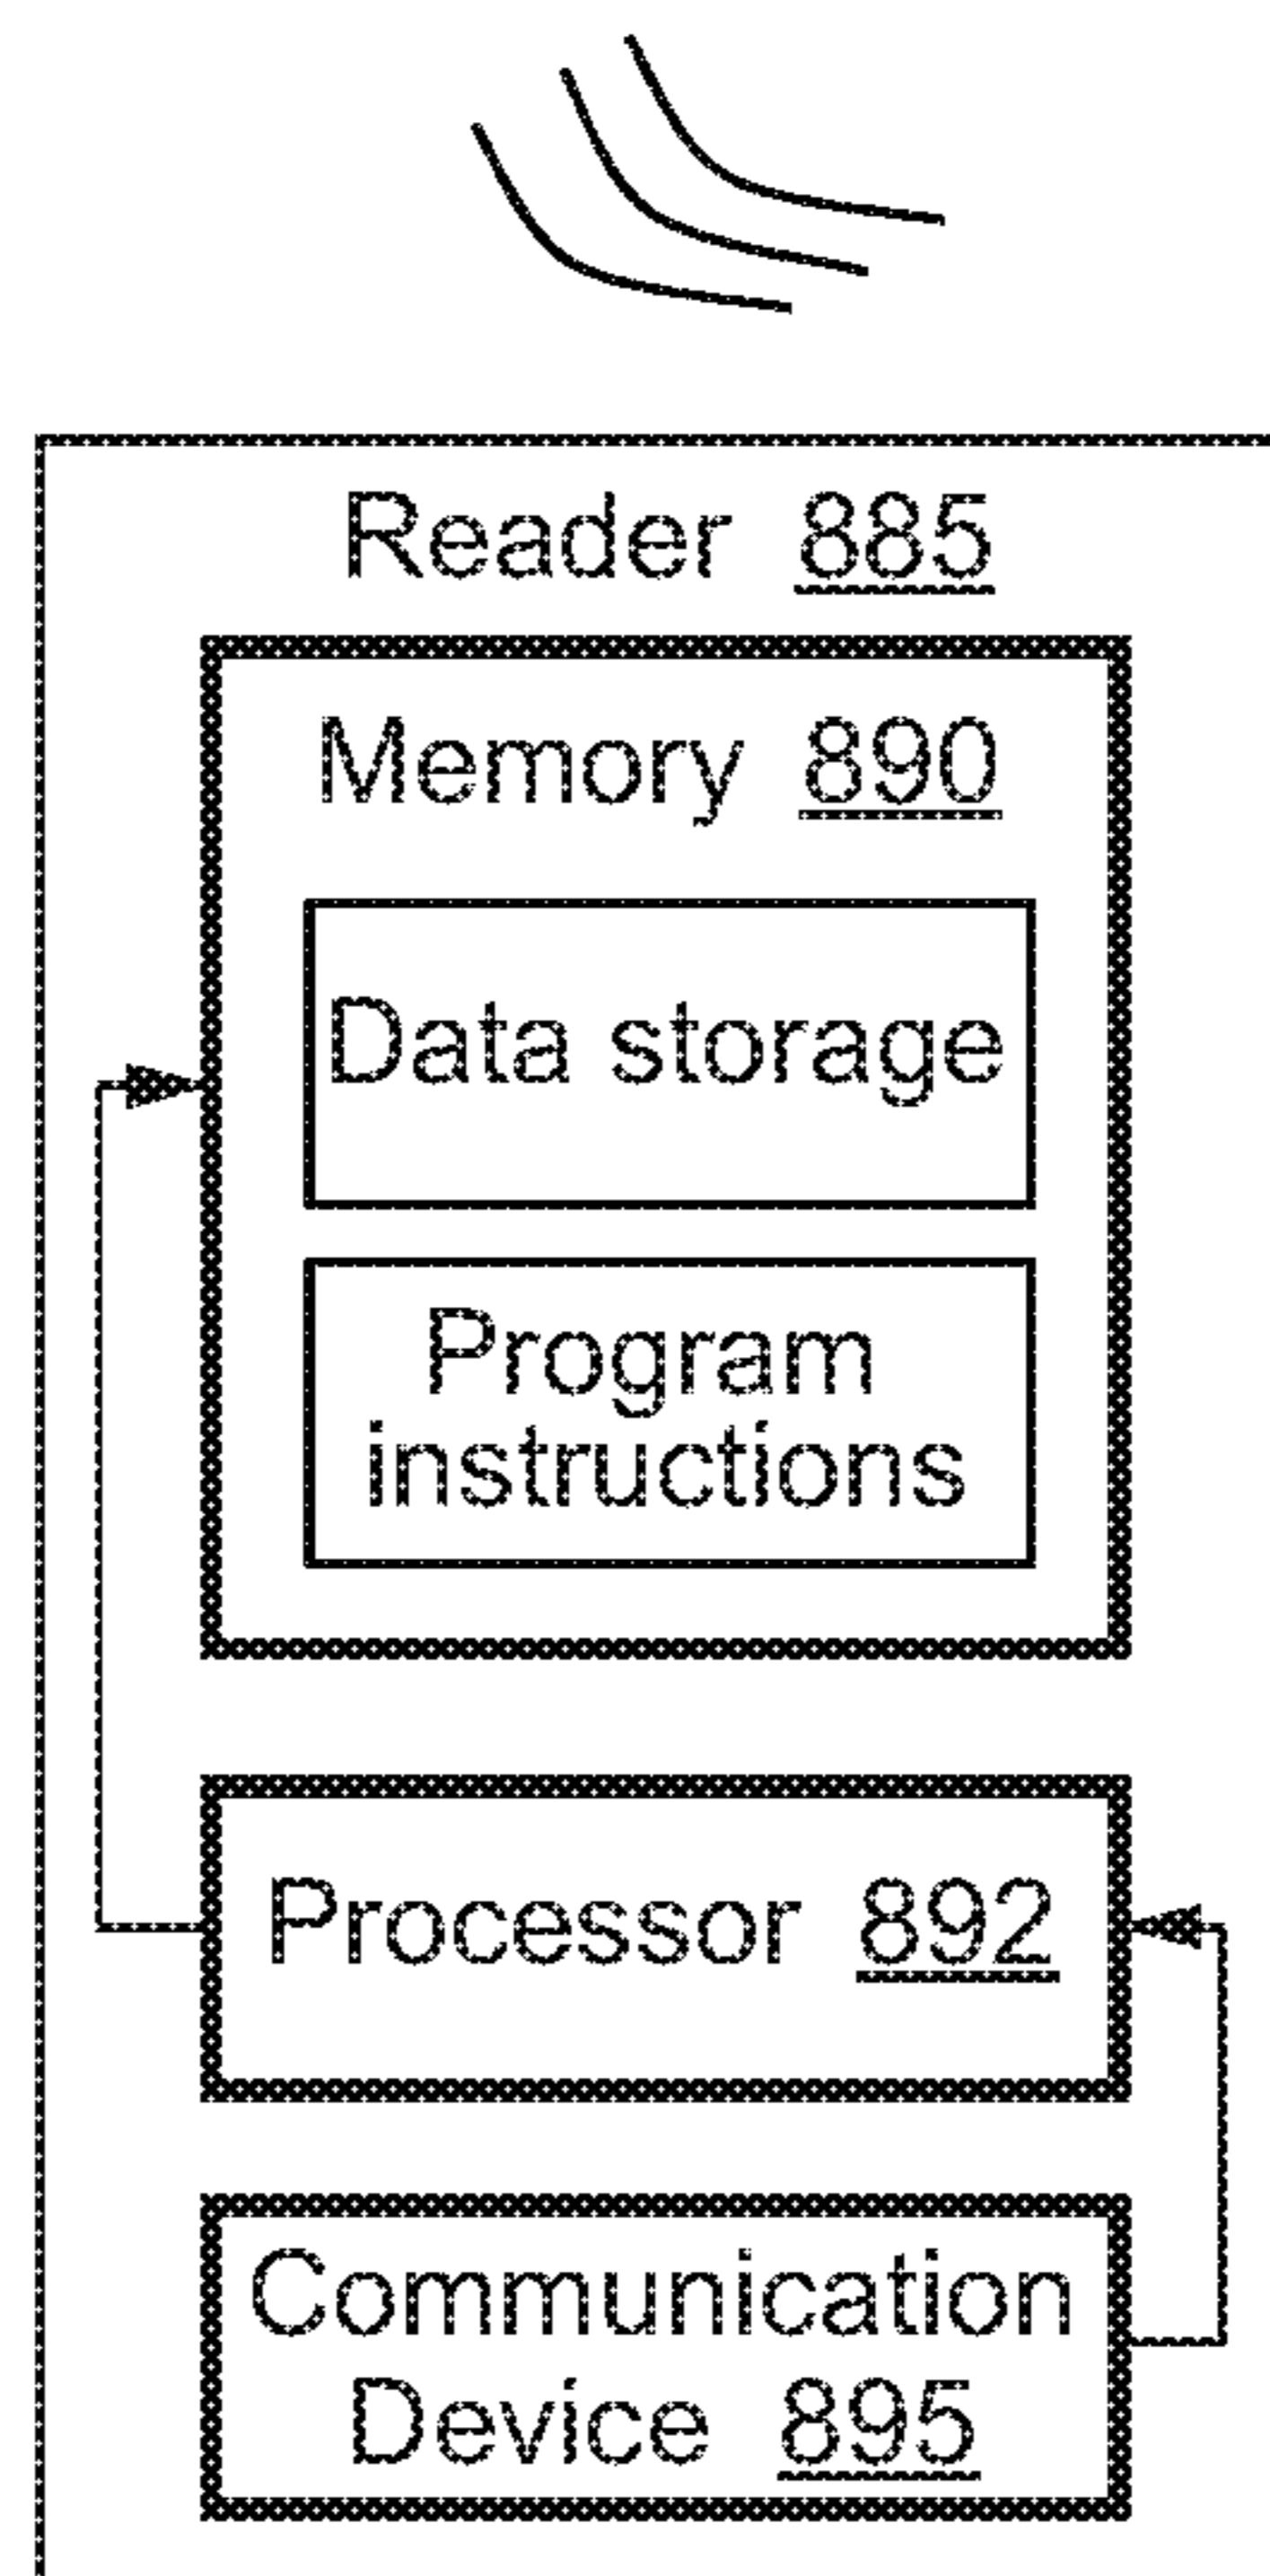 Reader 885
Memory 890
Data storage
Program
instructions
Processor 892
Communication
Device 895